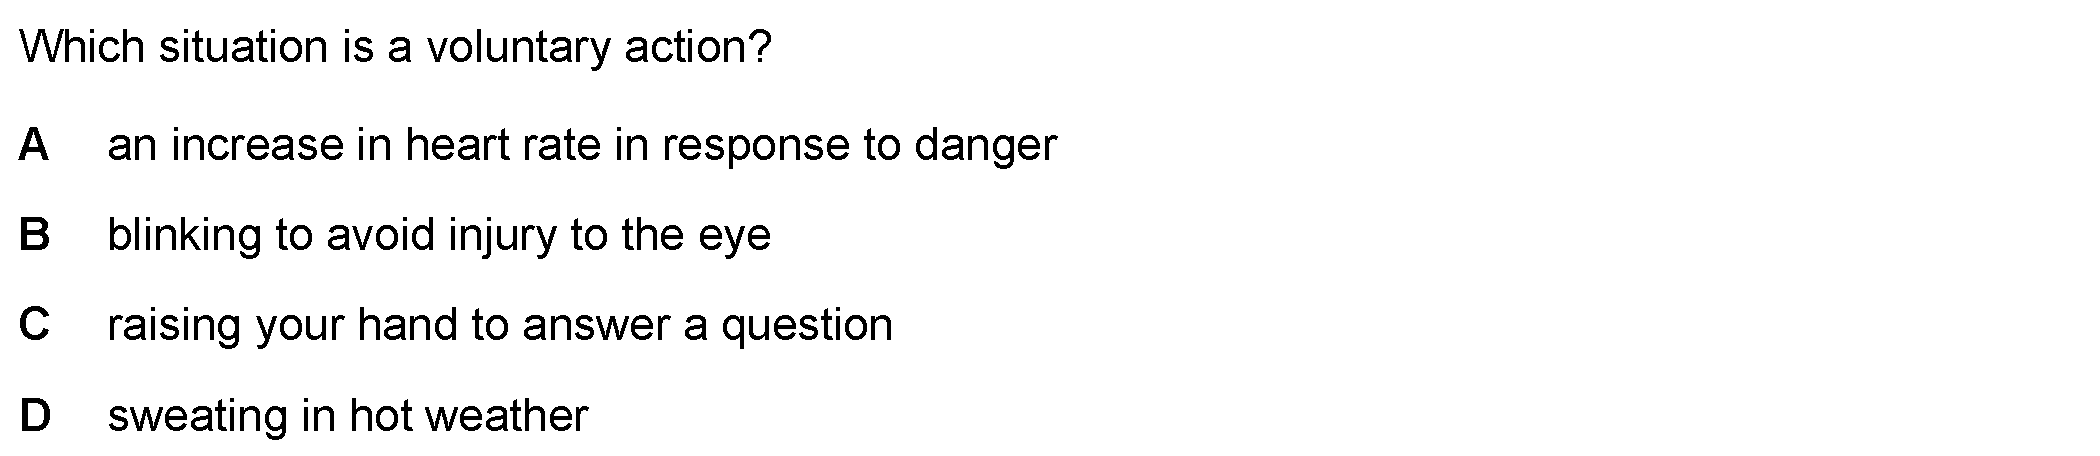 Which situation is a voluntary action?
A an increase in heart rate in response to danger
B blinking to avoid injury to the eye
C raising your hand to answer a question
D sweating in hot weather